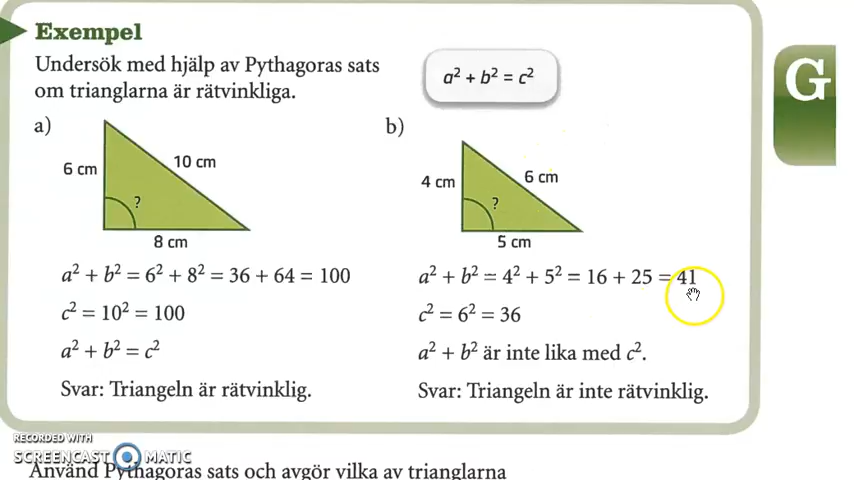 Exempel
Undersök med hjälp av Pythagoras sats
om trianglarna är rätvinkliga.
a² + b² = c²
G
a)
6 cm
10 cm
?
8 cm
a² + b² = 6² + 8² = 36 + 64 = 100
c² = 10² = 100
a² + b² = c²
Svar: Triangeln är rätvinklig.
b)
4 cm
6 cm
?
5 cm
a² + b² = 4² + 5² = 16 + 25 = 41
c² = 6² = 36
a² + b² är inte lika med c².
Svar: Triangeln är inte rätvinklig.
RECORDED WITH
SCREENCAST MATIC
Använd Pythagoras sats och avgör vilka av trianglarna